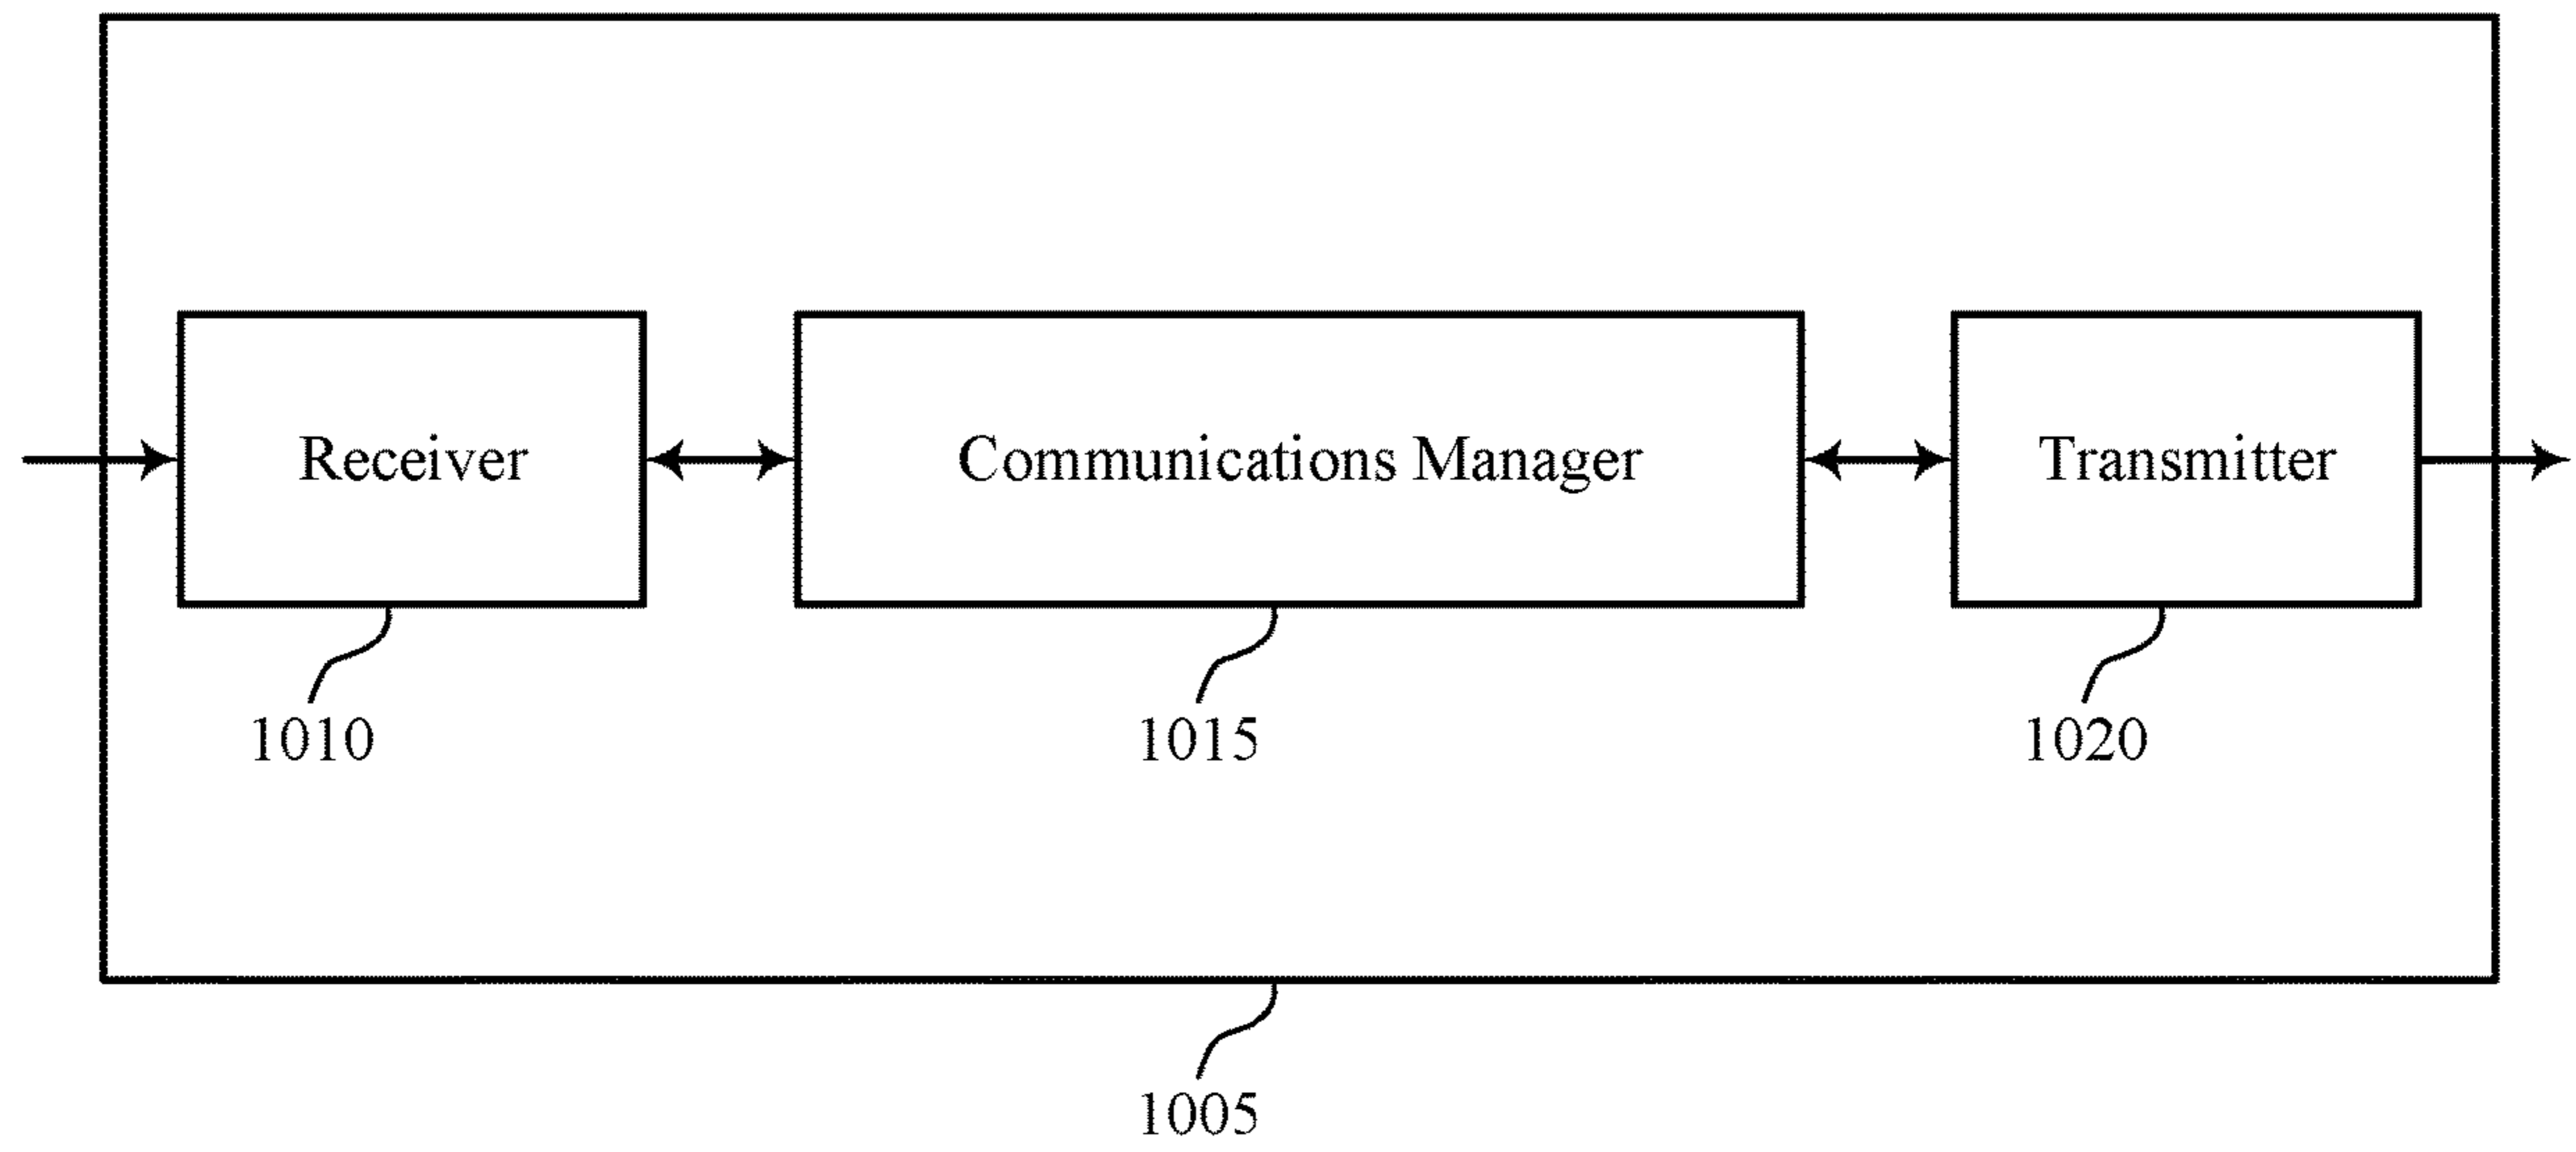 Receiver
Communications Manager
Transmitter
1010
1015
1020
1005